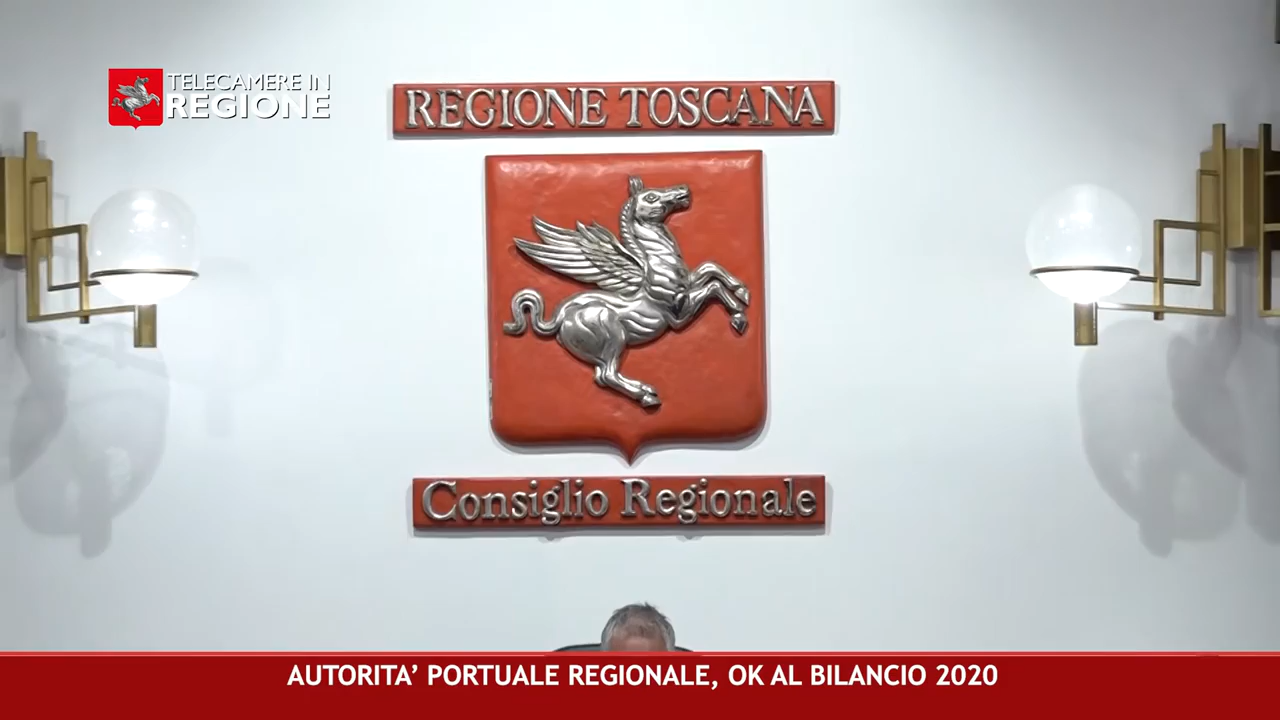 TELECAMERE IN
REGIONE
REGIONE TOSCANA
Consiglio Regionale
AUTORITA’ PORTUALE REGIONALE, OK AL BILANCIO 2020